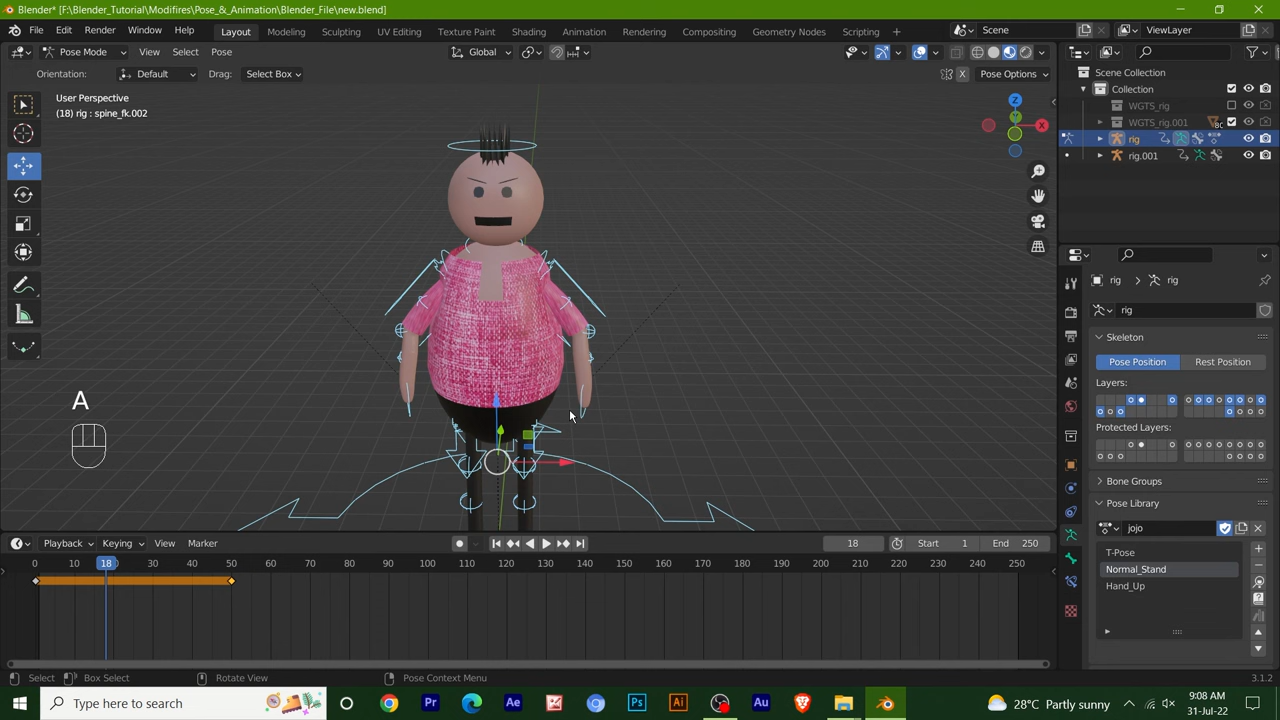 Blender* [F:\Blender_Tutorial\Modifires\Pose_&_Animation\Blender_File\new.blend]
File Edit Render Window Help Layout Modeling Sculpting UV Editing Texture Paint Shading Animation Rendering Compositing Geometry Nodes Scripting + Scene ViewLayer
Pose Mode View Select Pose Global
Orientation: Default Drag: Select Box X Pose Options
Scene Collection
Collection
User Perspective
(18) rig : spine_fk.002
WGTS_rig
WGTS_rig.001
rig
rig.001
Z
Y
X
rig rig
rig
Skeleton
Pose Position Rest Position
Layers:
Protected Layers:
A
Bone Groups
Pose Library
jojo
T-Pose
Normal_Stand
Hand_Up
Playback Keying View Marker 18 Start 1 End 250
0 10 18 30 40 50 60 70 80 90 100 110 120 130 140 150 160 170 180 190 200 210 220 230 240 250
Select Box Select Rotate View Pose Context Menu 3.1.2
Type here to search Pr Ae Ps Ai Au 28°C Partly sunny 9:08 AM
31-Jul-22